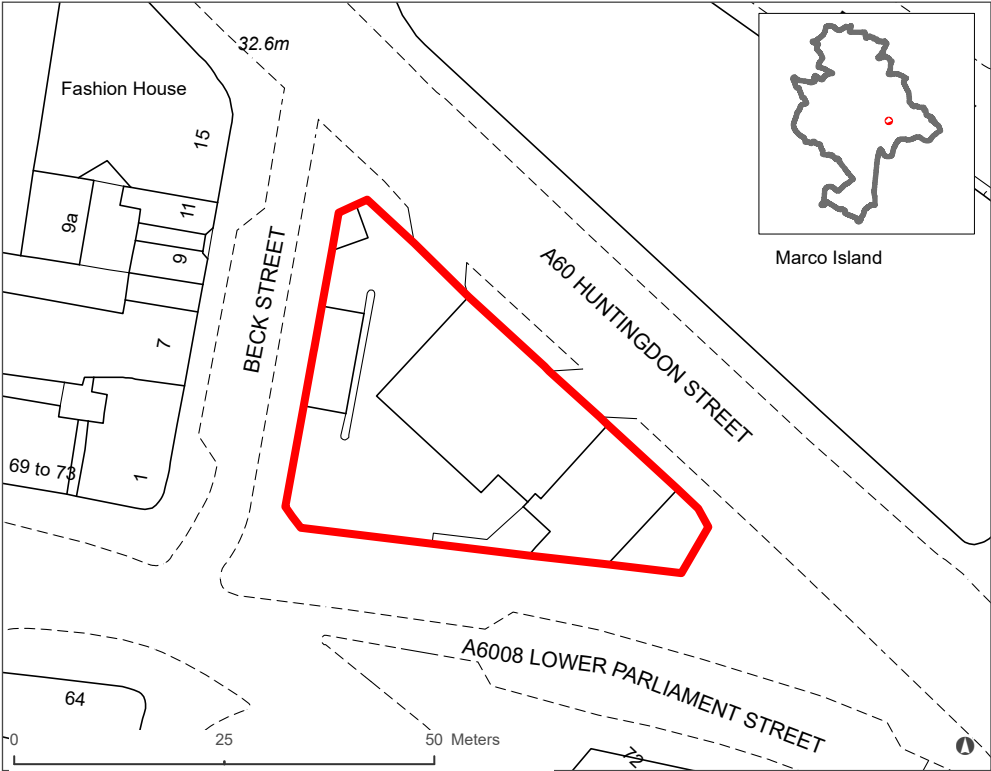 32.6m
Fashion House
15
11
9a
9
7
1
69 to 73
BECK STREET
A60 HUNTINGDON STREET
Marco Island
A6008 LOWER PARLIAMENT STREET
64
72
0 25 50 Meters